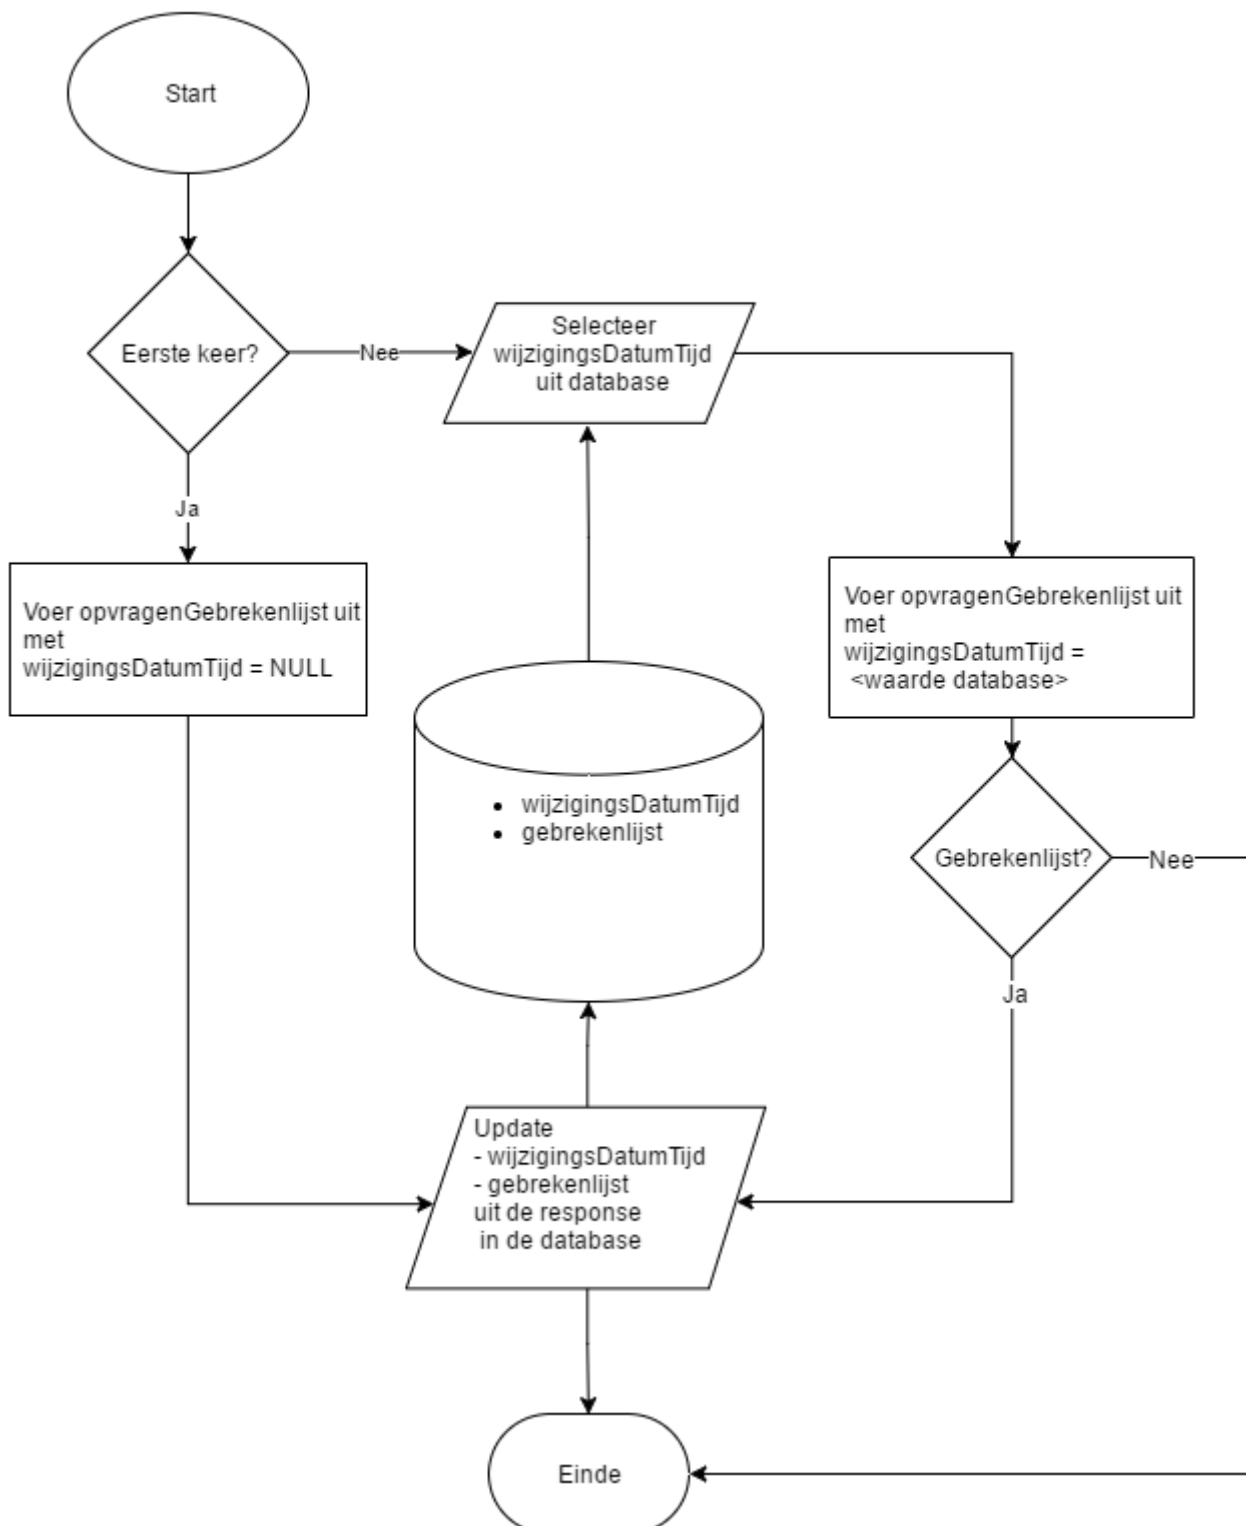 Start
Eerste keer?
Nee
Selecteer
wijzigingsDatumTijd
uit database
Ja
Voer opvragenGebrekenlijst uit
met
wijzigingsDatumTijd = NULL
Voer opvragenGebrekenlijst uit
met
wijzigingsDatumTijd =
<waarde database>
• wijzigingsDatumTijd
• gebrekenlijst
Gebrekenlijst?
Nee
Ja
Update
- wijzigingsDatumTijd
- gebrekenlijst
uit de response
in de database
Einde